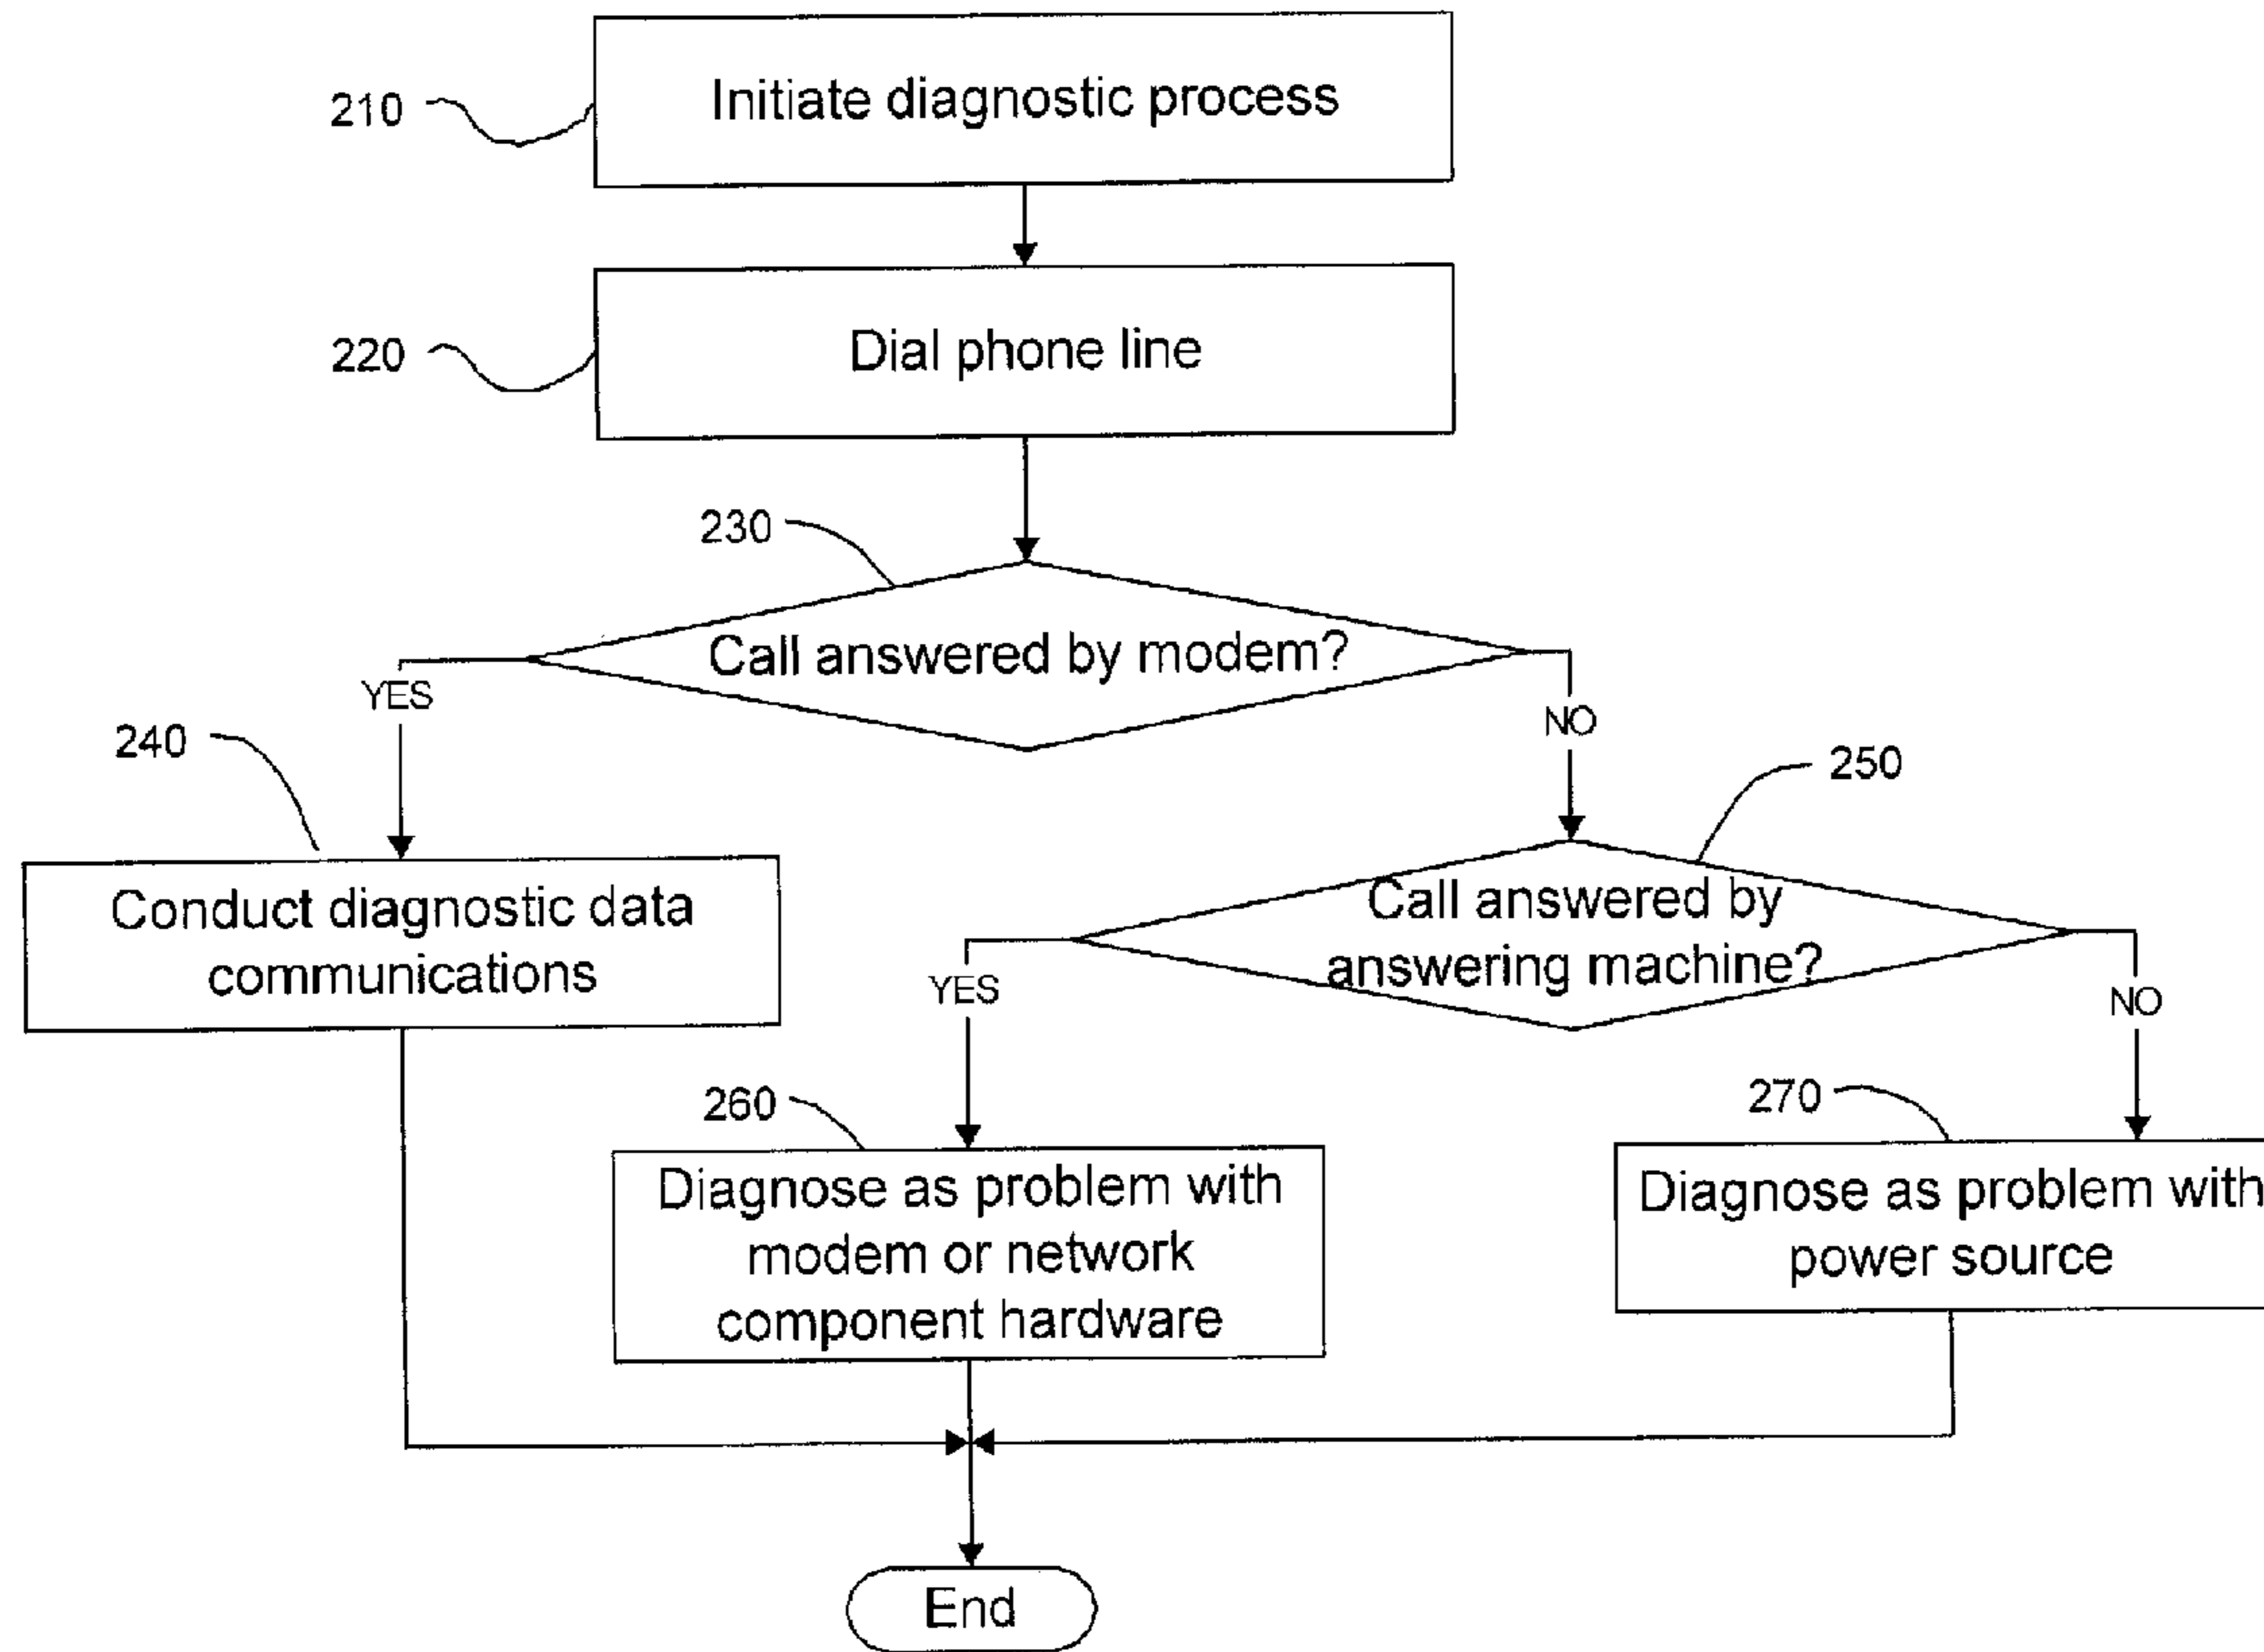 Initiate diagnostic process
210
Dial phone line
220
230
Call answered by modem?
YES
NO
240
250
Conduct diagnostic data
communications
Call answered by
answering machine?
YES
NO
260
270
Diagnose as problem with
modem or network
component hardware
Diagnose as problem with
power source
End